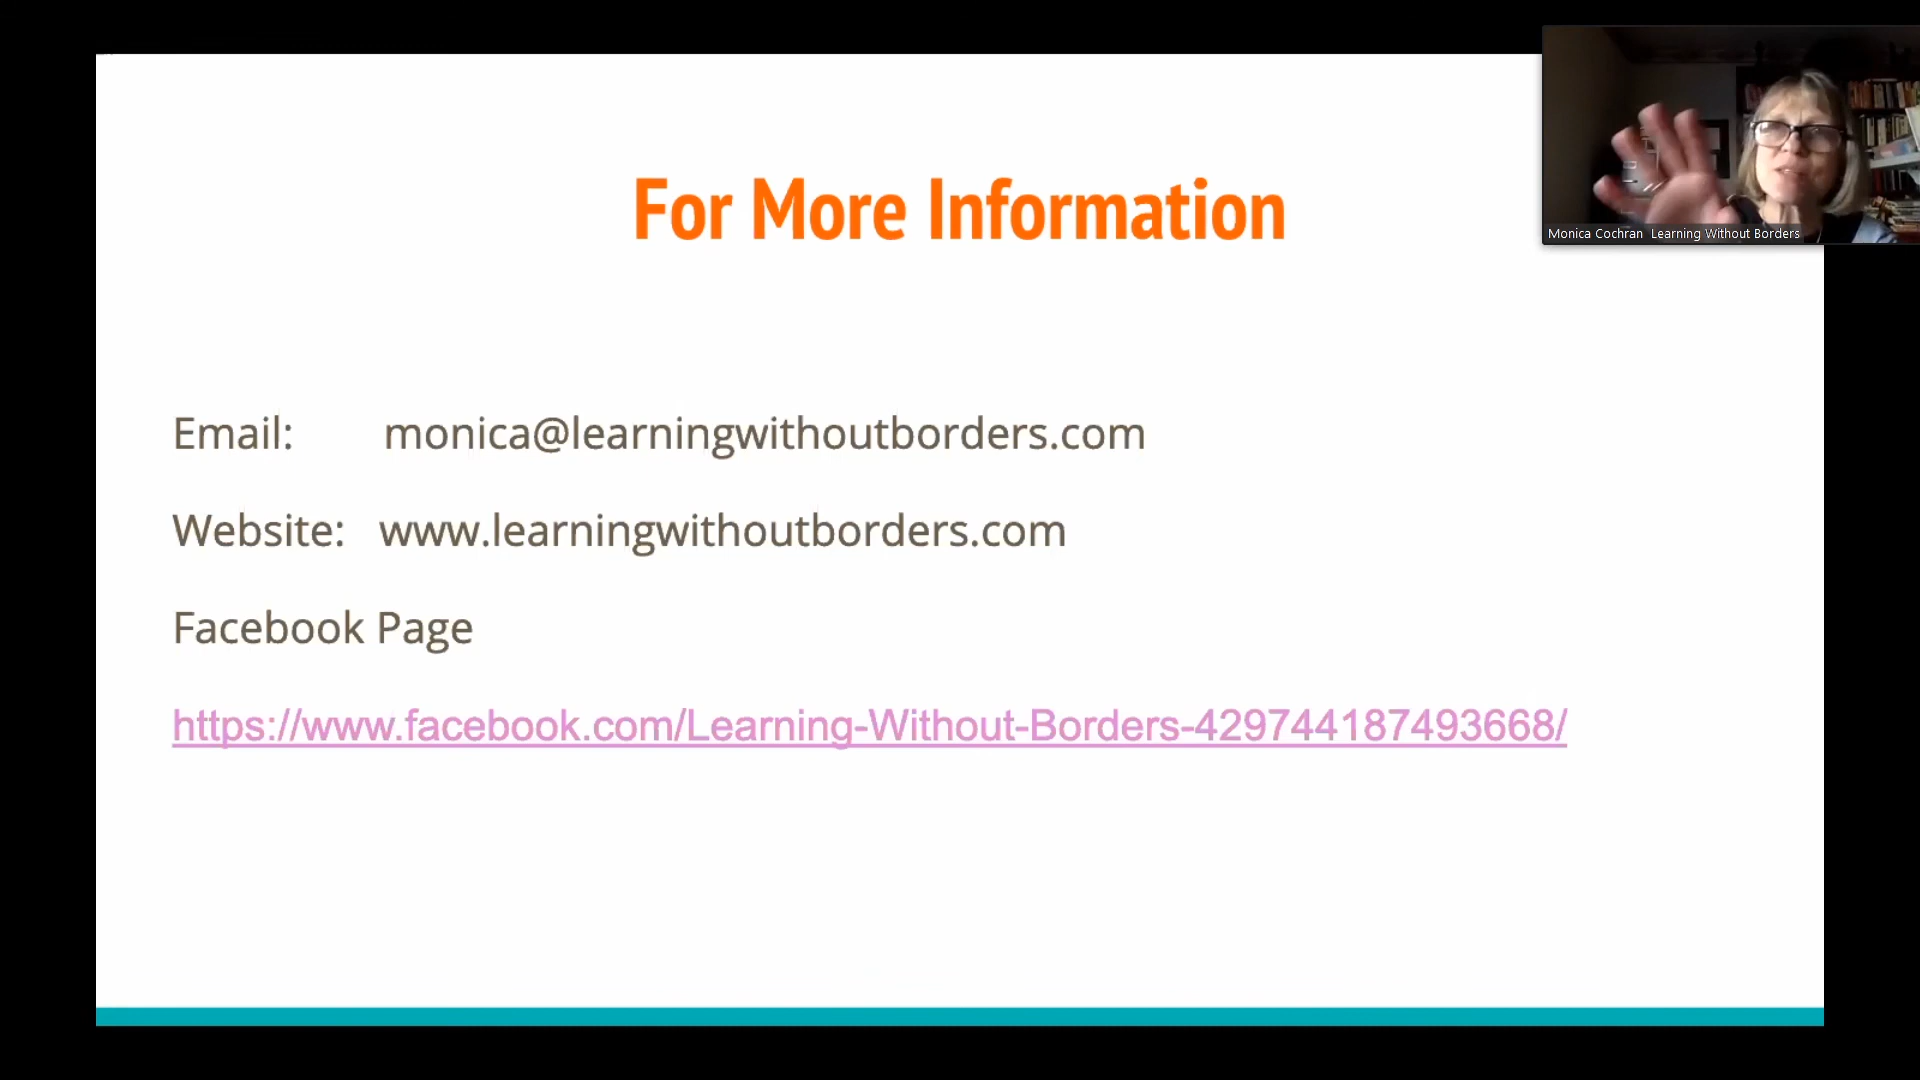 For More Information
Monica Cochran Learning Without Borders
Email: monica@learningwithoutborders.com
Website: www.learningwithoutborders.com
Facebook Page
https://www.facebook.com/Learning-Without-Borders-429744187493668/